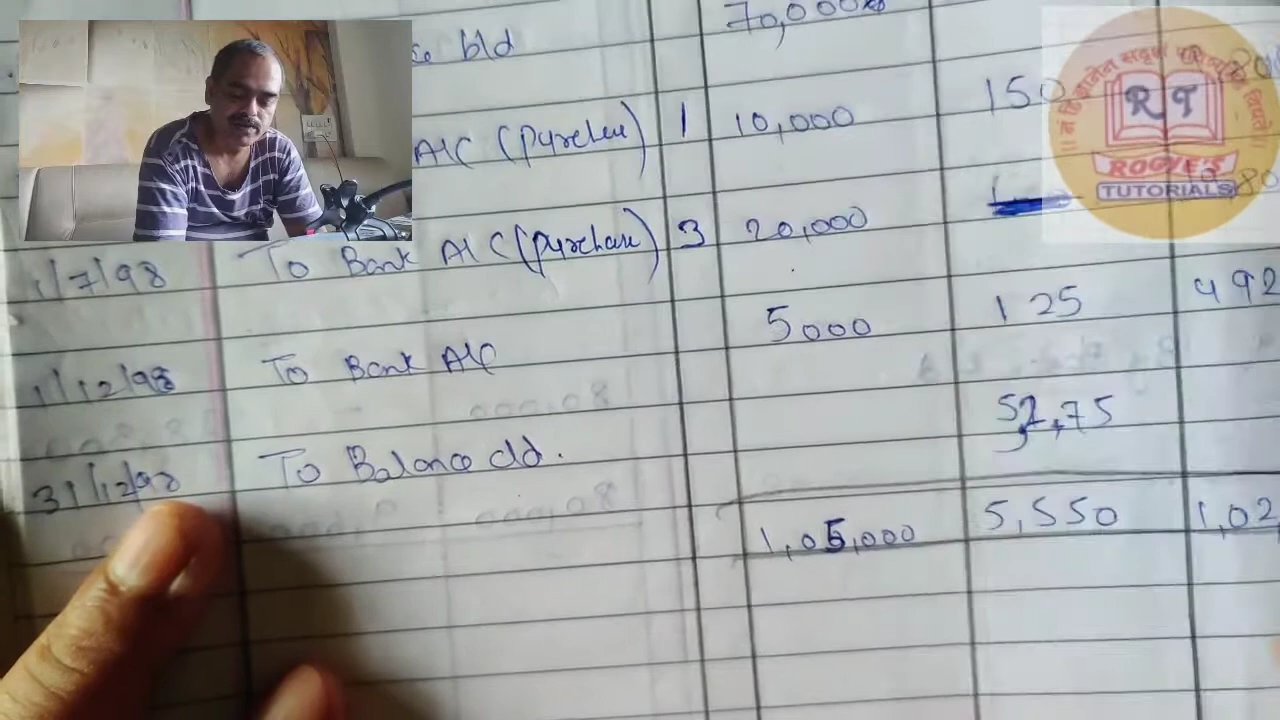 b/d 70,000
A/C (purchase) 1 10,000 150
1/7/98 To Bank A/C (purchase) 3 20,000
1/12/98 To Bank A/C 5000 125 492
31/12/98 To Balance c/d. 52,75
1,05,000 5,550 1,02
RT
ROGYE'S
TUTORIALS